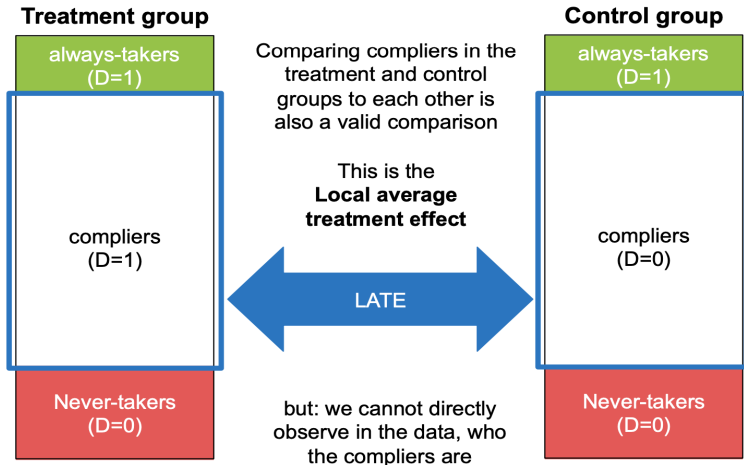 Treatment group
always-takers
(D=1)
compliers
(D=1)
Never-takers
(D=0)
Comparing compliers in the
treatment and control
groups to each other is
also a valid comparison
This is the
Local average
treatment effect
LATE
but: we cannot directly
observe in the data, who
the compliers are
Control group
always-takers
(D=1)
compliers
(D=0)
Never-takers
(D=0)